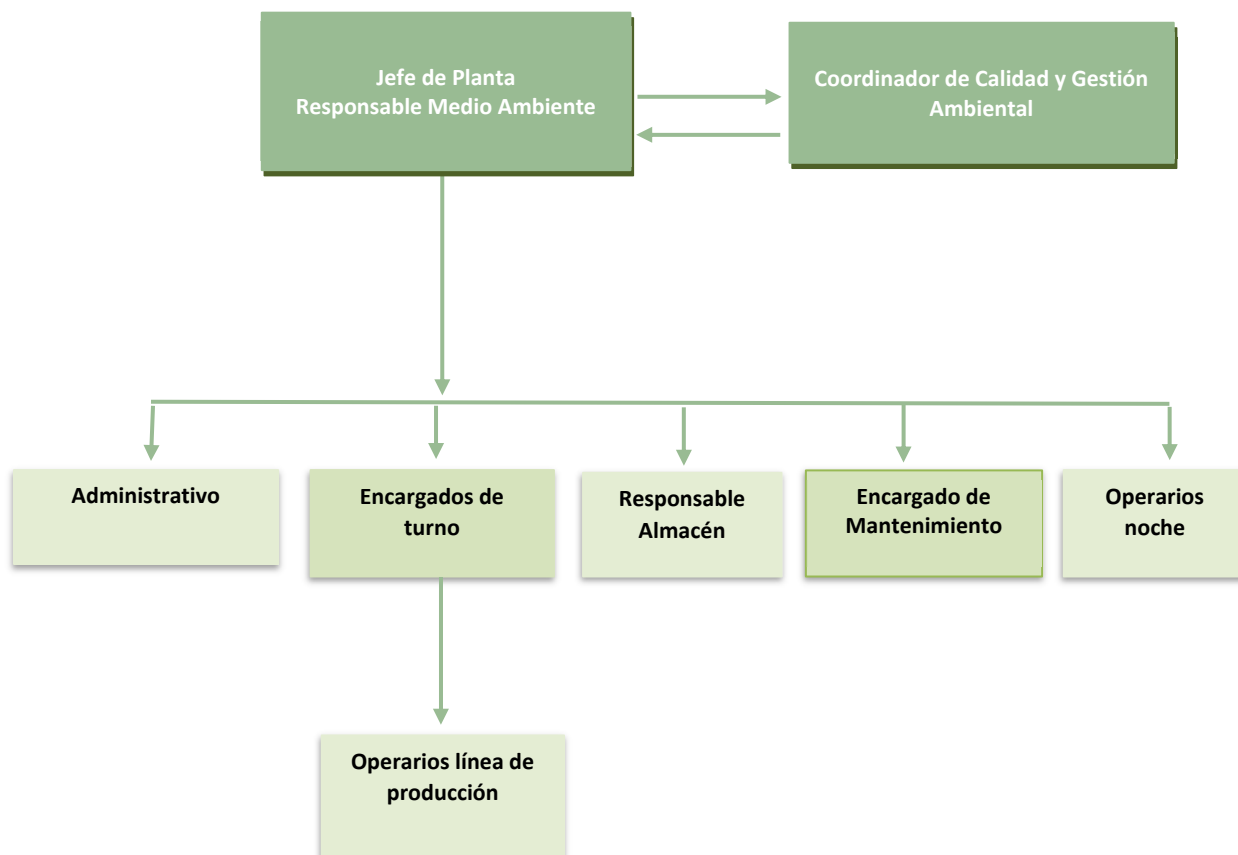 Jefe de Planta
Responsable Medio Ambiente
Coordinador de Calidad y Gestión
Ambiental
Administrativo
Encargados de
turno
Responsable
Almacén
Encargado de
Mantenimiento
Operarios
noche
Operarios línea de
producción